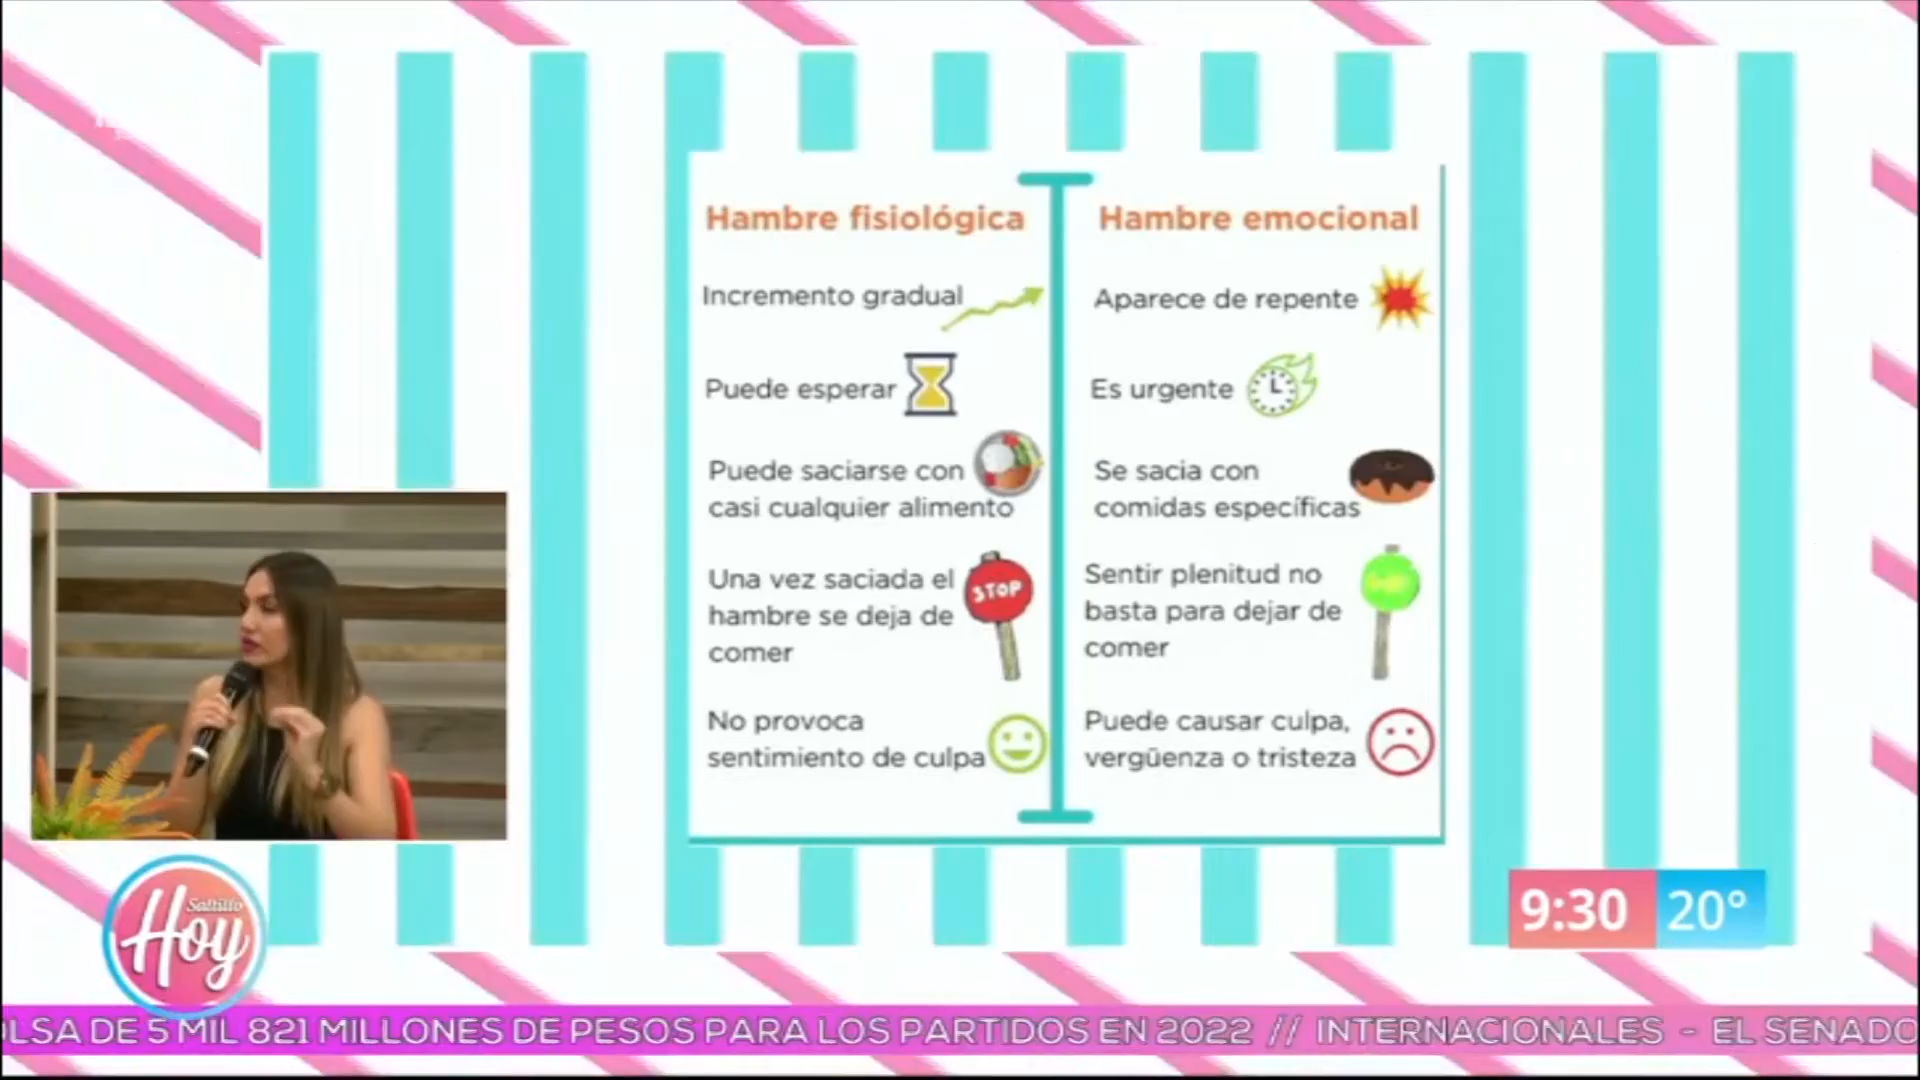 Hambre fisiológica
Incremento gradual
Puede esperar
Puede saciarse con
casi cualquier alimento
Una vez saciada el
hambre se deja de
comer
STOP
No provoca
sentimiento de culpa
Hambre emocional
Aparece de repente
Es urgente
Se sacia con
comidas específicas
Sentir plenitud no
basta para dejar de
comer
Puede causar culpa,
vergüenza o tristeza
Saltillo
Hoy
9:30 20°
OLSA DE 5 MIL 821 MILLONES DE PESOS PARA LOS PARTIDOS EN 2022 // INTERNACIONALES - EL SENADO